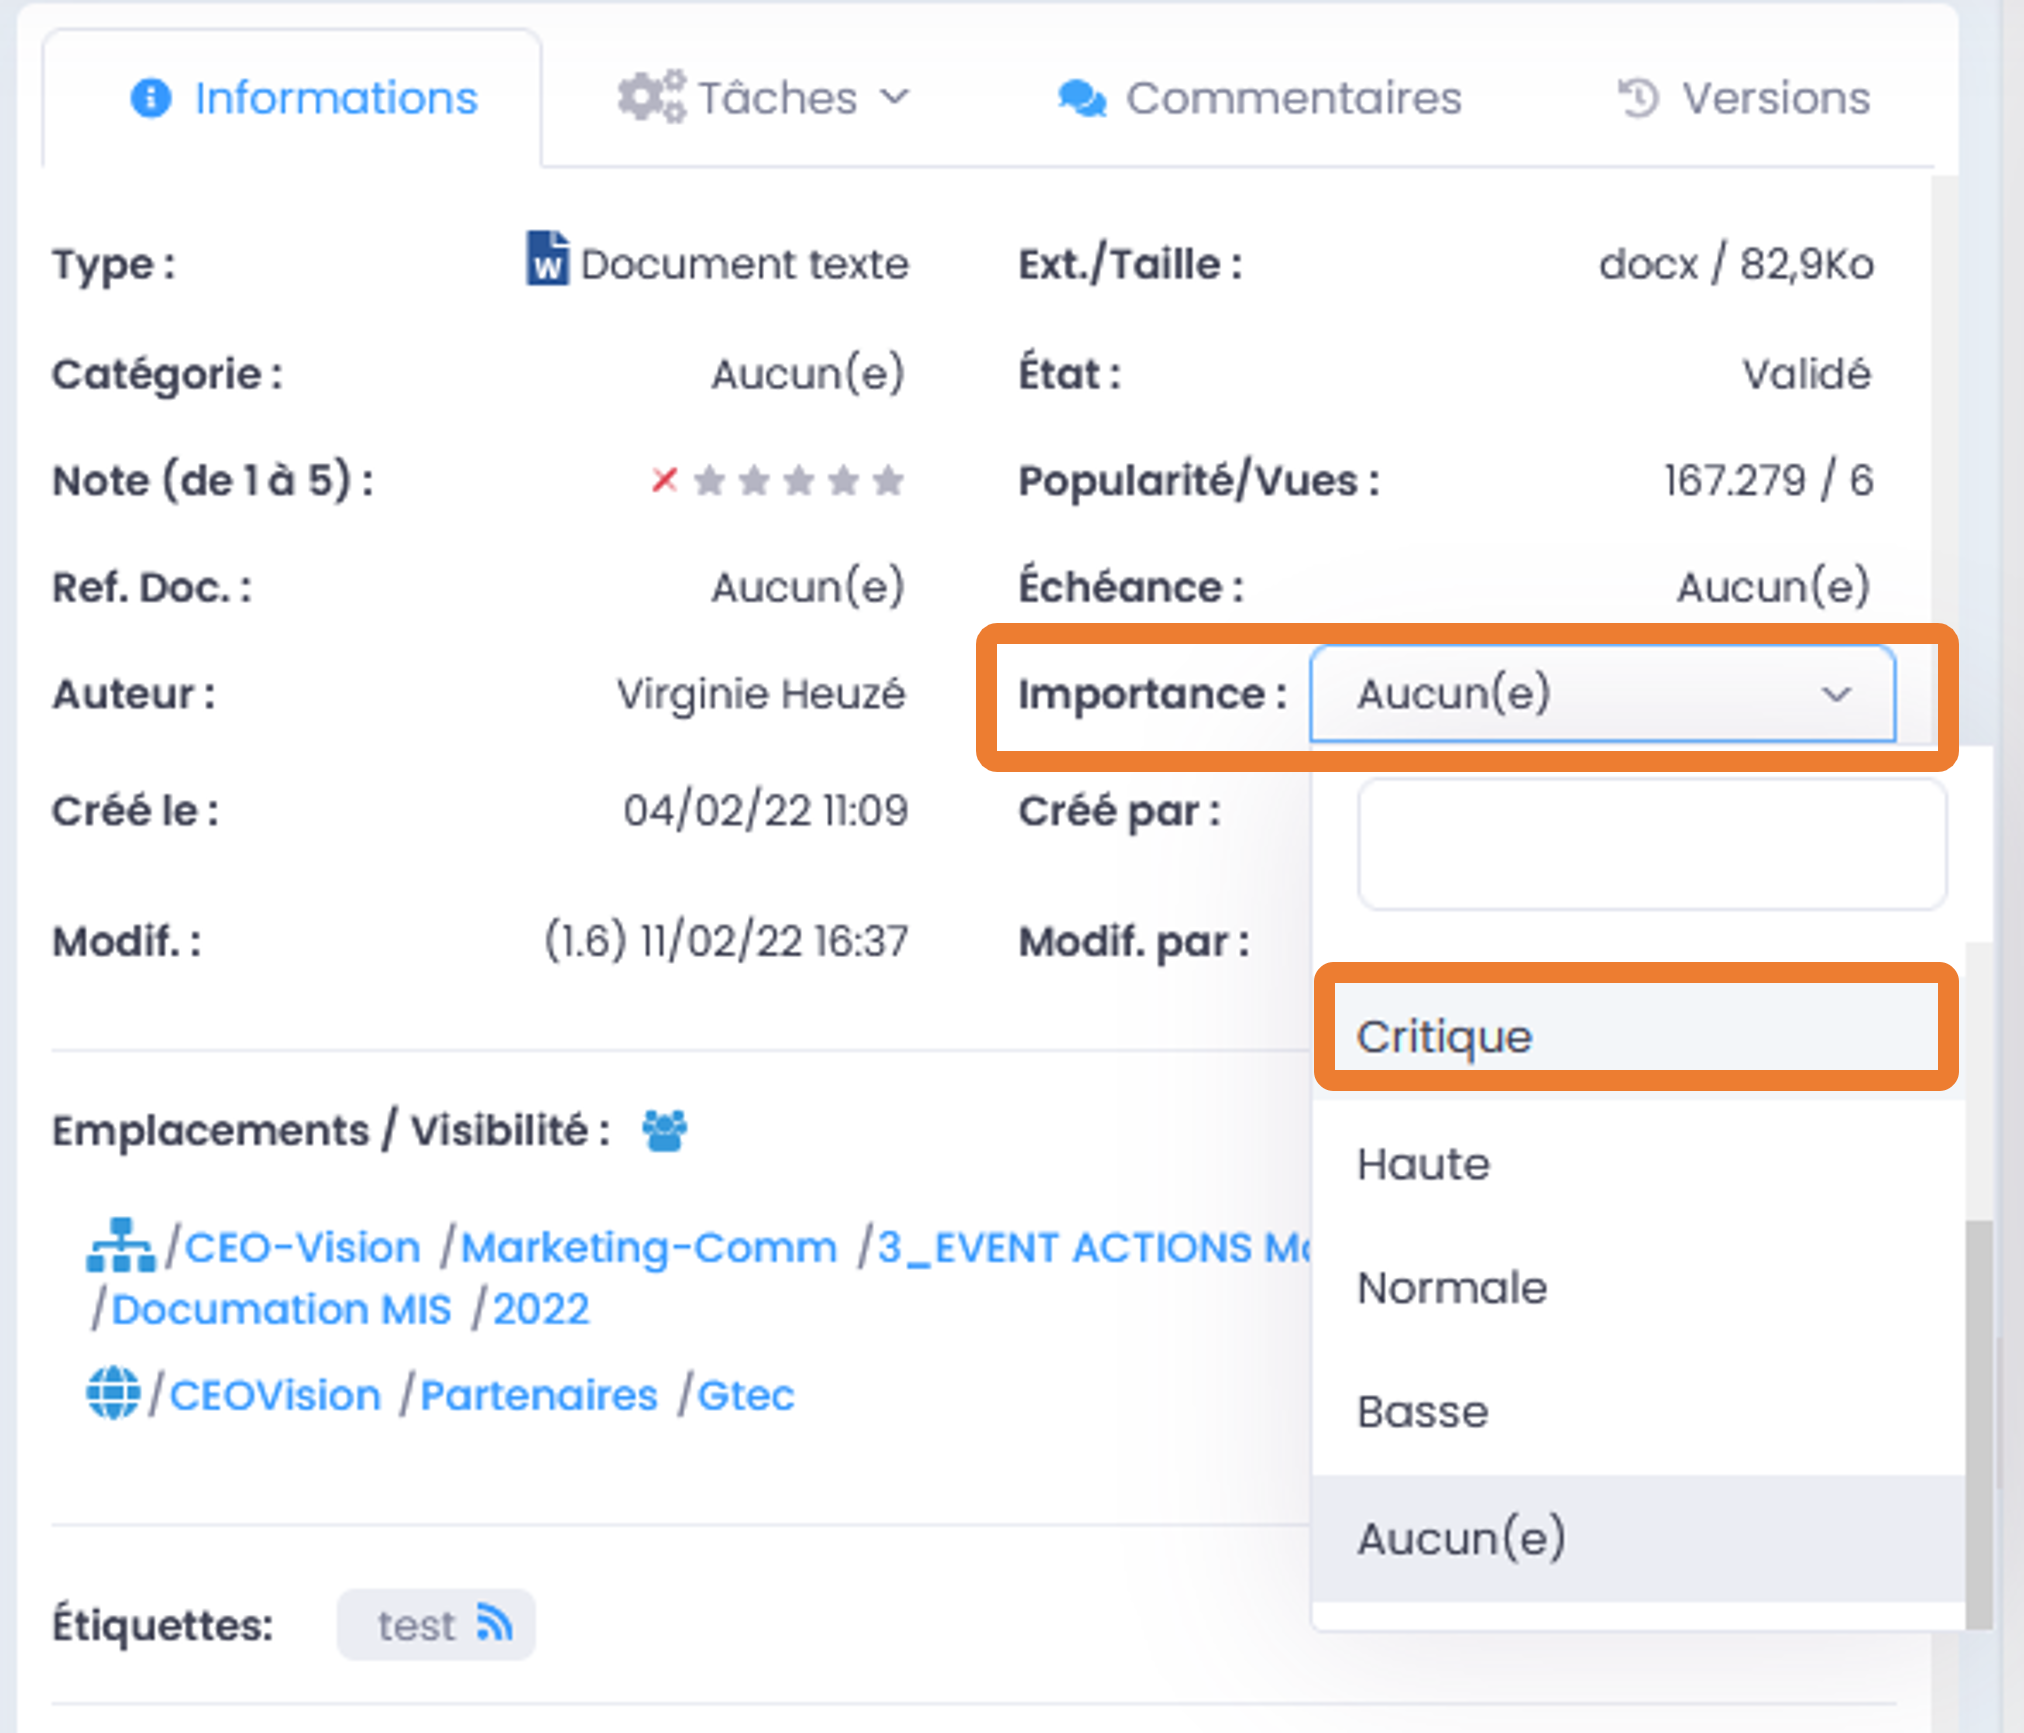 Informations Tâches Commentaires Versions
Type : Document texte Ext./Taille : docx / 82,9Ko
Catégorie : Aucun(e) État : Validé
Note (de 1 à 5) : Popularité/Vues : 167.279 / 6
Ref. Doc. : Aucun(e) Échéance : Aucun(e)
Auteur : Virginie Heuzé Importance : Aucun(e)
Créé le : 04/02/22 11:09 Créé par :
Modif. : (1.6) 11/02/22 16:37 Modif. par :
Critique
Emplacements / Visibilité :
Haute
/CEO-Vision /Marketing-Comm /3_EVENT ACTIONS
Normale
/Documation MIS /2022
/CEOVision /Partenaires /Gtec
Basse
Aucun(e)
Étiquettes: test